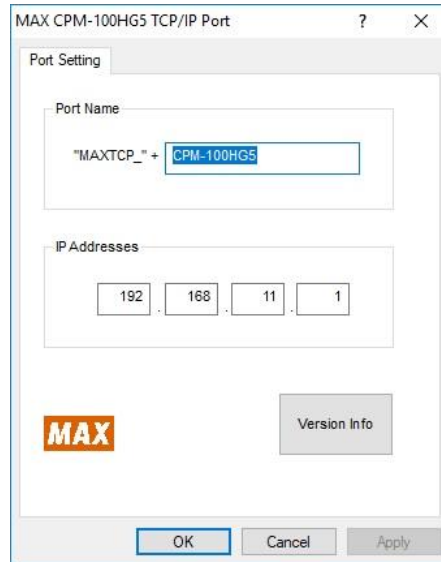 MAX CPM-100HG5 TCP/IP Port ? X
Port Setting
Port Name
"MAXTCP_" + CPM-100HG5
IP Addresses
192 . 168 . 11 . 1
MAX
Version Info
OK Cancel Apply